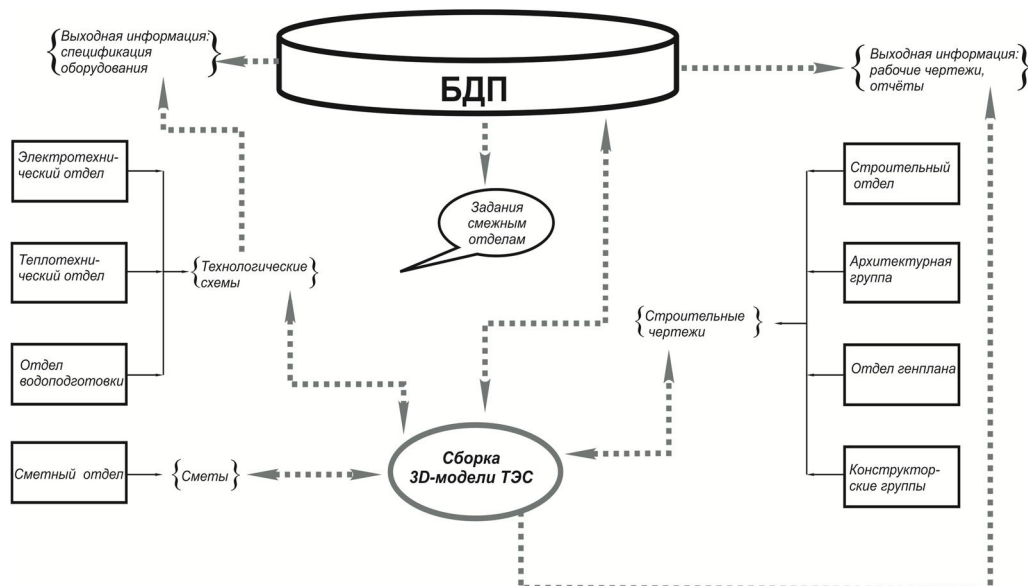 Выходная информация:
спецификация
оборудования
БДП
Выходная информация:
рабочие чертежи,
отчёты
Электротехни-
ческий отдел
Теплотехни-
ческий отдел
Отдел
водоподготовки
Сметный отдел
Технологические
схемы
Сметы
Задания
смежным
отделам
Сборка
3D-модели ТЭС
Строительные
чертежи
Строительный
отдел
Архитектурная
группа
Отдел генплана
Конструктор-
ские группы